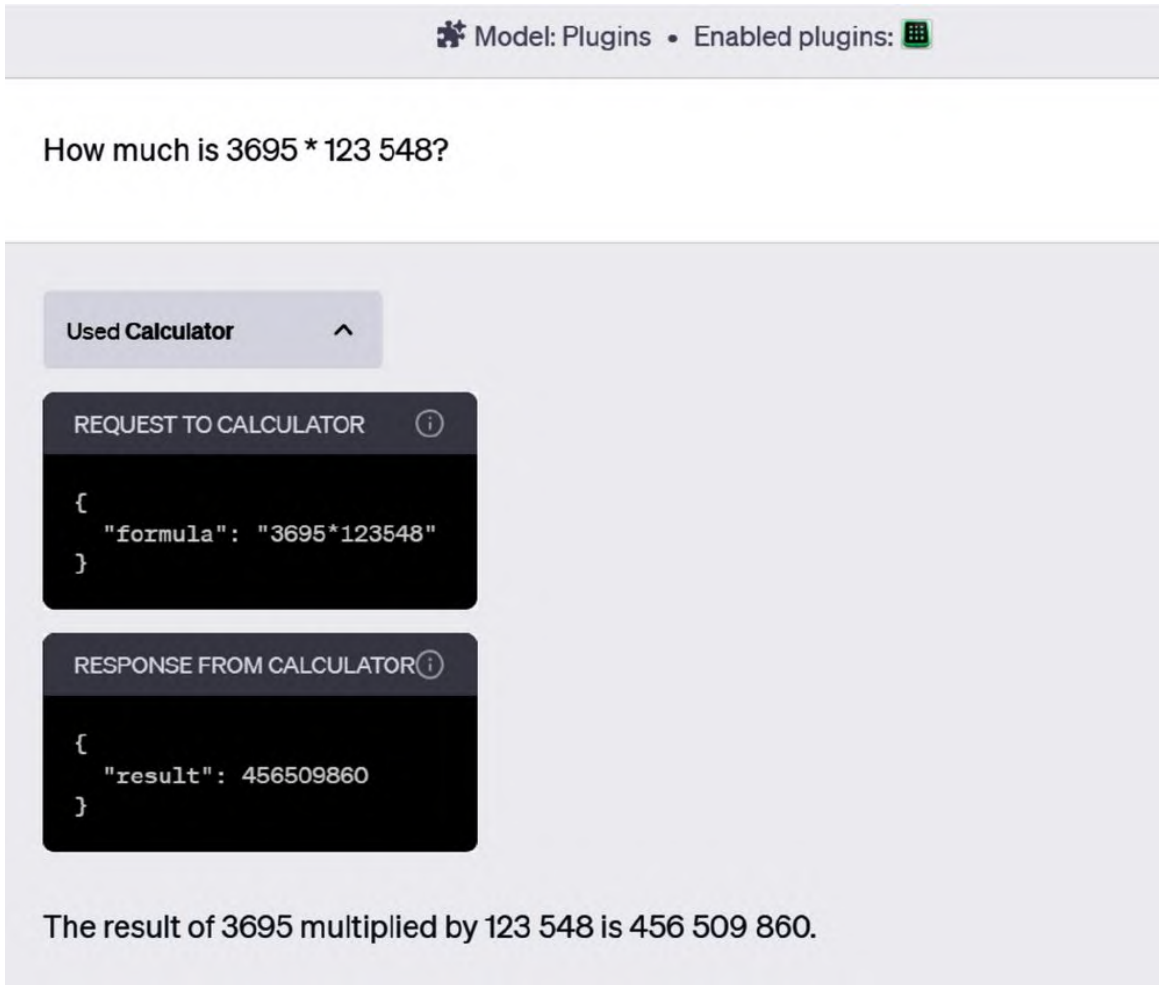 Model: Plugins • Enabled plugins:
How much is 3695 * 123 548?
Used Calculator
REQUEST TO CALCULATOR
{
"formula": "3695*123548"
}
RESPONSE FROM CALCULATOR
{
"result": 456509860
}
The result of 3695 multiplied by 123 548 is 456 509 860.